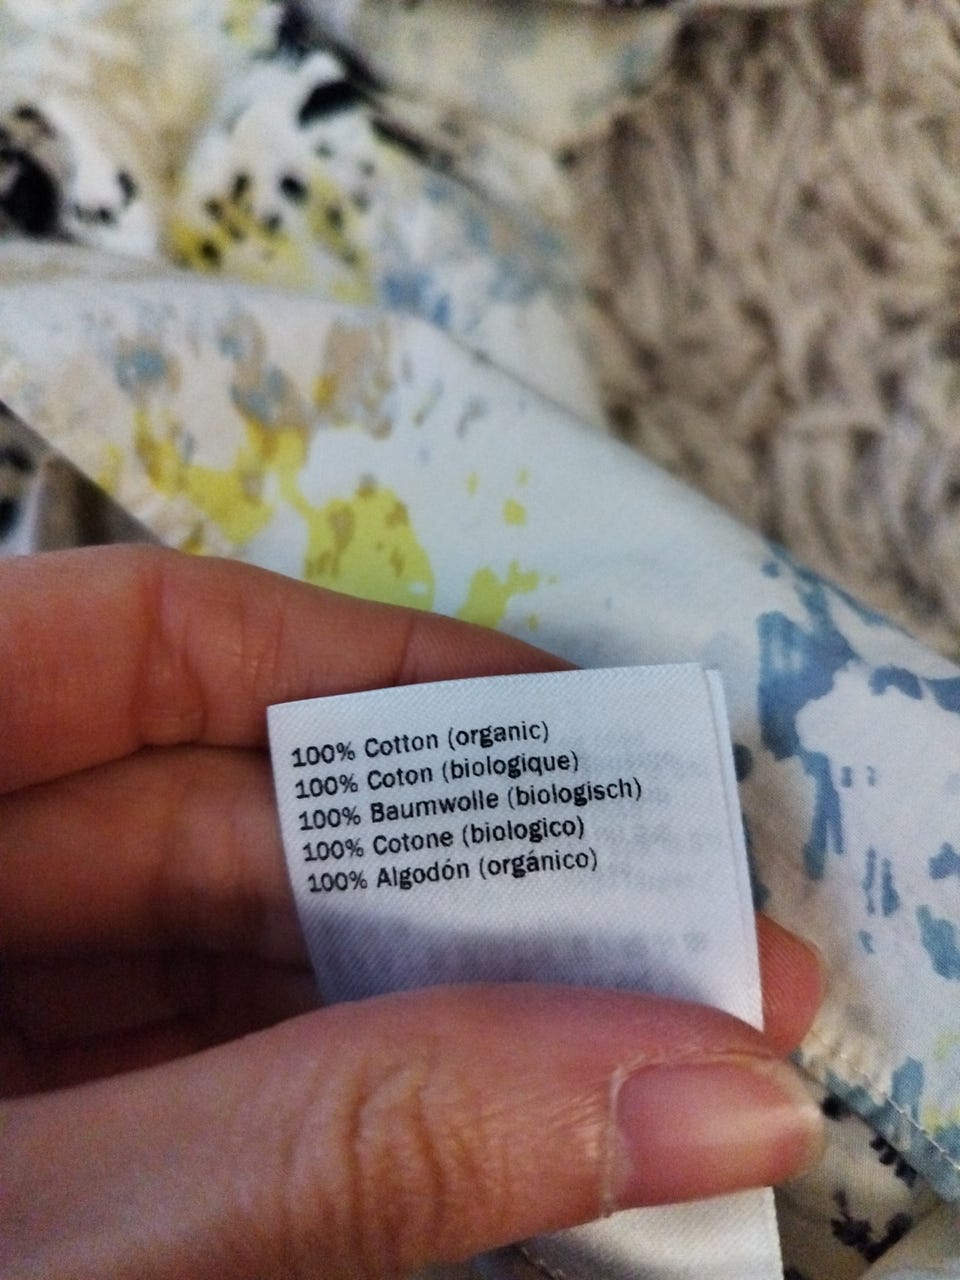 100% Cotton (organic)
100% Coton (biologique)
100% Baumwolle (biologisch)
100% Cotone (biologico)
100% Algodón (orgánico)